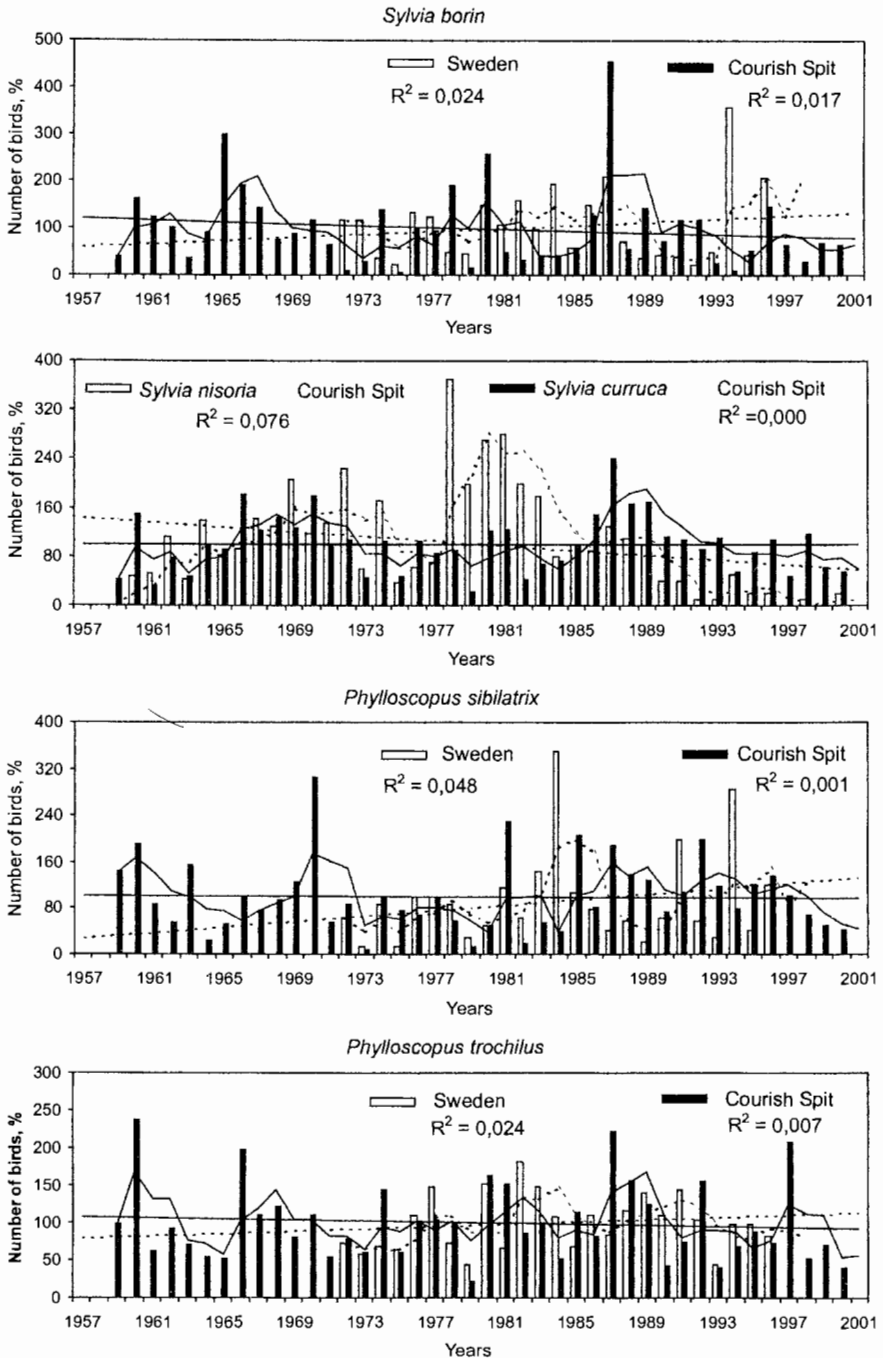 Sylvia borin
500
400
300
200
100
0
Number of birds, %
Sweden
R² = 0,024
Courish Spit
R² = 0,017
1957 1961 1965 1969 1973 1977 1981 1985 1989 1993 1997 2001
Years
400
320
240
160
80
0
Number of birds, %
Sylvia nisoria Courish Spit
R² = 0,076
Sylvia curruca Courish Spit
R² =0,000
1957 1961 1965 1969 1973 1977 1981 1985 1989 1993 1997 2001
Years
Phylloscopus sibilatrix
400
320
240
160
80
0
Number of birds, %
Sweden
R² = 0,048
Courish Spit
R² = 0,001
1957 1961 1965 1969 1973 1977 1981 1985 1989 1993 1997 2001
Years
Phylloscopus trochilus
300
250
200
150
100
50
0
Number of birds, %
Sweden
R² = 0,024
Courish Spit
R² = 0,007
1957 1961 1965 1969 1973 1977 1981 1985 1989 1993 1997 2001
Years